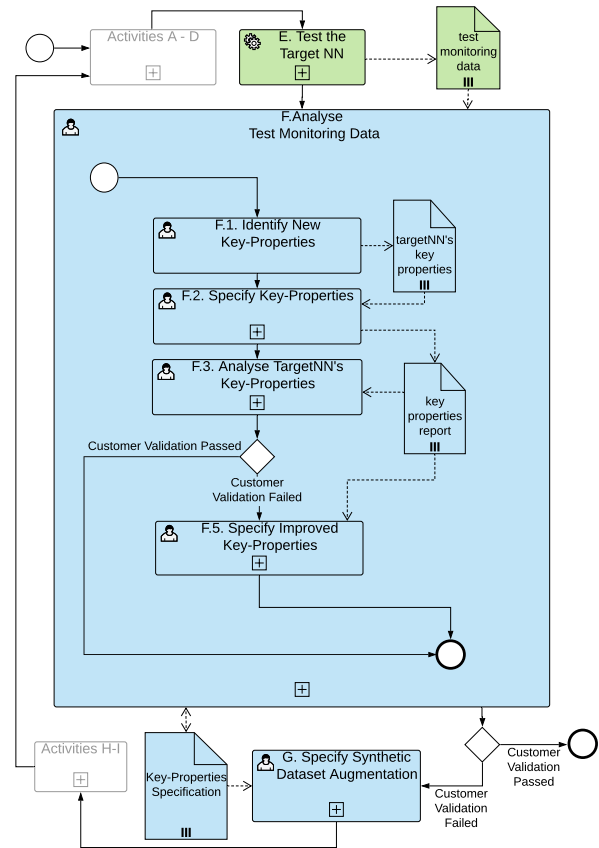 Activities A - D
E. Test the
Target NN
test
monitoring
data
F.Analyse
Test Monitoring Data
F.1. Identify New
Key-Properties
targetNN's
key
properties
F.2. Specify Key-Properties
F.3. Analyse TargetNN's
Key-Properties
key
properties
report
Customer Validation Passed
Customer
Validation Failed
F.5. Specify Improved
Key-Properties
Activities H-I
Key-Properties
Specification
G. Specify Synthetic
Dataset Augmentation
Customer
Validation
Failed
Customer
Validation
Passed